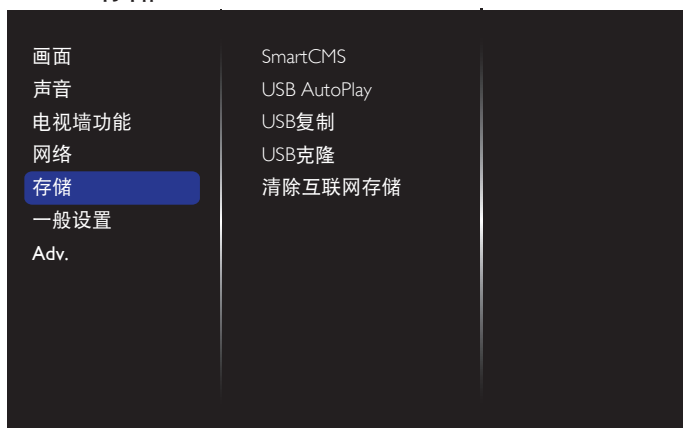 画面
声音
电视墙功能
网络
存储
一般设置
Adv.
SmartCMS
USB AutoPlay
USB复制
USB克隆
清除互联网存储